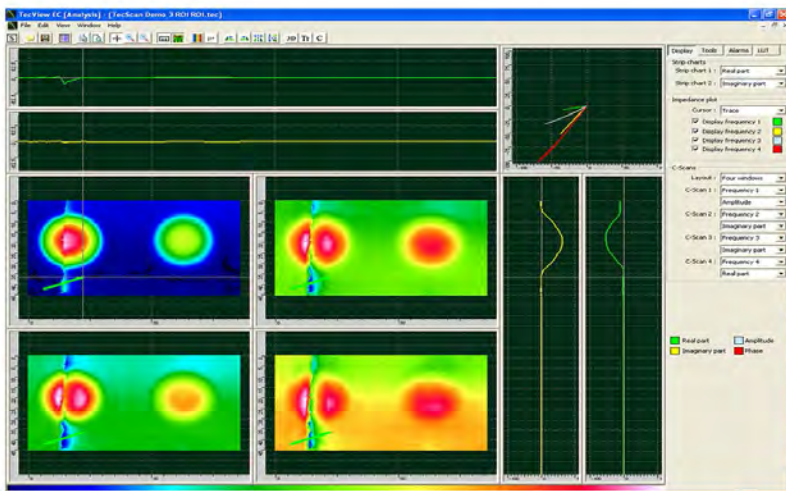 TecView EC [Analysis] - [TecScan Demo_3 ROI ROI.tec]
File Edit View Window Help
3D Tt C
Display Tools Alarms LUT
Strip charts
Strip chart 1 : Real part
Strip chart 2 : Imaginary part
Impedance plot
Cursor : Trace
Display frequency 1
Display frequency 2
Display frequency 3
Display frequency 4
C-Scans
Layout : Four windows
C-Scan 1 : Frequency 1
Amplitude
C-Scan 2 : Frequency 2
Imaginary part
C-Scan 3 : Frequency 3
Imaginary part
C-Scan 4 : Frequency 4
Real part
Real part Amplitude
Imaginary part Phase